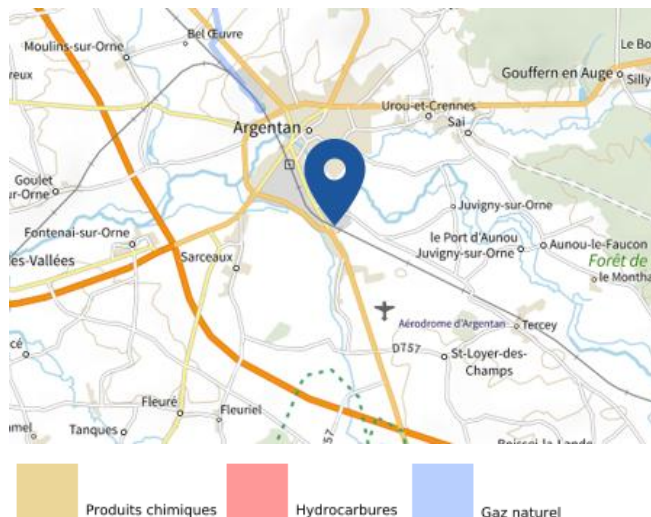 Moulins-sur-Orne
Bel Œuvre
Le Bo
Gouffern en Auge
Silly
reux
Urou-et-Crennes
Sai
Argentan
Goulet
ur-Orne
Juvigny-sur-Orne
Fontenai-sur-Orne
le Port d'Aunou
Juvigny-sur-Orne
Aunou-le-Faucon
es-Vallées
Sarceaux
Forêt de
le Montha
Aérodrome d'Argentan
Tercey
D757
cé
St-Loyer-des-
Champs
Fleuré
Fleuriel
mel
Tanques
57
Boissei-la-Lande
Produits chimiques
Hydrocarbures
Gaz naturel